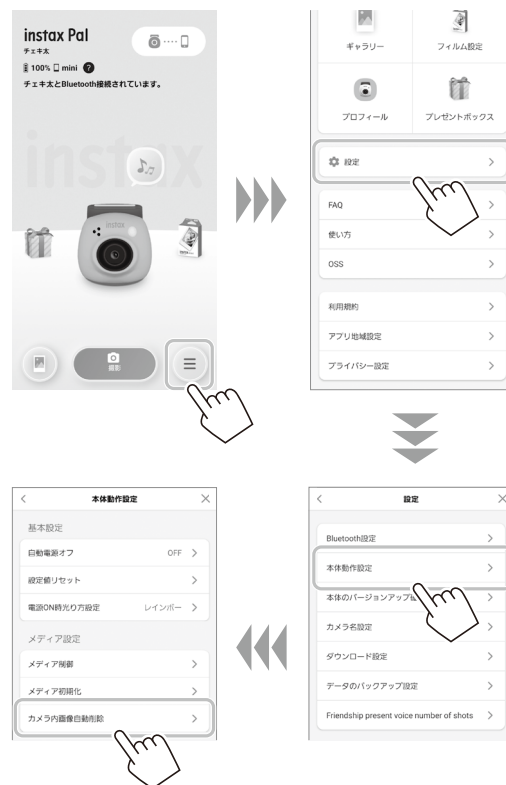 instax Pal
チェキ太
100% mini ?
チェキ太とBluetooth接続されています。
instax
instax
撮影
ギャラリー
フィルム設定
プロフィール
プレゼントボックス
設定
FAQ
使い方
OSS
利用規約
アプリ地域設定
プライバシー設定
設定
Bluetooth設定
本体動作設定
本体のバージョンアップ
カメラ名設定
ダウンロード設定
データのバックアップ設定
Friendship present voice number of shots
本体動作設定
基本設定
自動電源オフ OFF
設定値リセット
電源ON時光り方設定 レインボー
メディア設定
メディア制御
メディア初期化
カメラ内画像自動削除